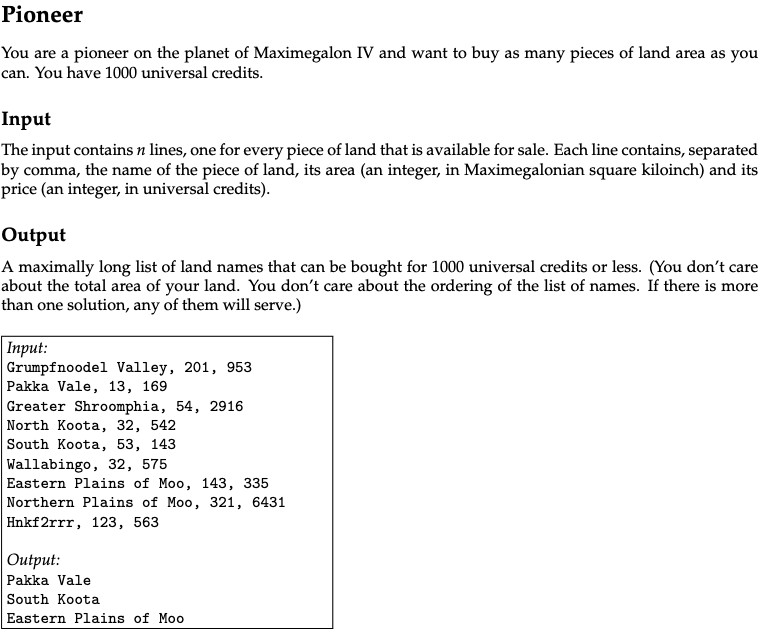 Pioneer
You are a pioneer on the planet of Maximegalon IV and want to buy as many pieces of land area as you
can. You have 1000 universal credits.
Input
The input contains n lines, one for every piece of land that is available for sale. Each line contains, separated
by comma, the name of the piece of land, its area (an integer, in Maximegalonian square kiloinch) and its
price (an integer, in universal credits).
Output
A maximally long list of land names that can be bought for 1000 universal credits or less. (You don't care
about the total area of your land. You don't care about the ordering of the list of names. If there is more
than one solution, any of them will serve.)
Input:
Grumpfnoodel Valley, 201, 953
Pakka Vale, 13, 169
Greater Shroomphia, 54, 2916
North Koota, 32, 542
South Koota, 53, 143
Wallabingo, 32, 575
Eastern Plains of Moo, 143, 335
Northern Plains of Moo, 321, 6431
Hnkf2rrr, 123, 563
Output:
Pakka Vale
South Koota
Eastern Plains of Moo